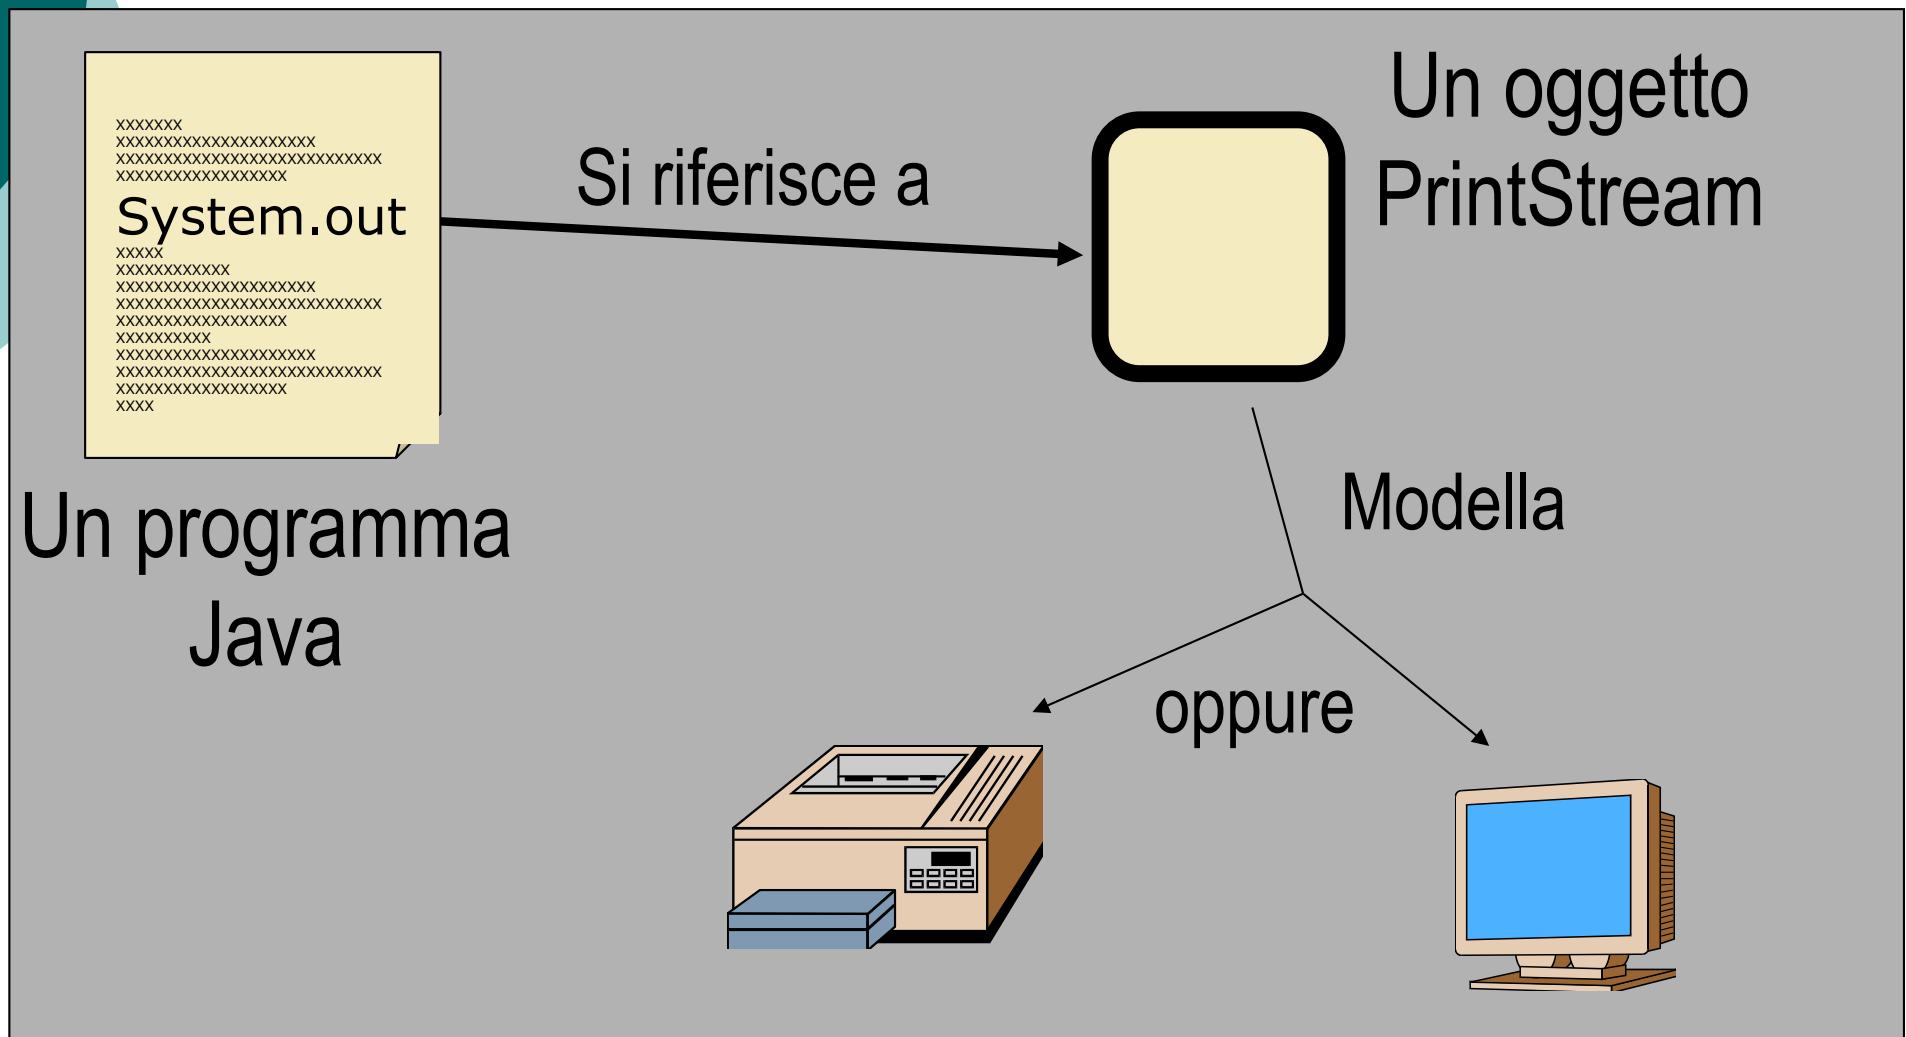 xxxxxxx
xxxxxxxxxxxxxxxxxxxxx
xxxxxxxxxxxxxxxxxxxxxxxxxxxx
xxxxxxxxxxxxxxxxxx
System.out
xxxxx
xxxxxxxxxxxx
xxxxxxxxxxxxxxxxxxxxx
xxxxxxxxxxxxxxxxxxxxxxxxxxxx
xxxxxxxxxxxxxxxxxx
xxxxxxxxxx
xxxxxxxxxxxxxxxxxxxxx
xxxxxxxxxxxxxxxxxxxxxxxxxxxx
xxxxxxxxxxxxxxxxxx
xxxx
Un programma
Java
Si riferisce a
Un oggetto
PrintStream
Modella
oppure